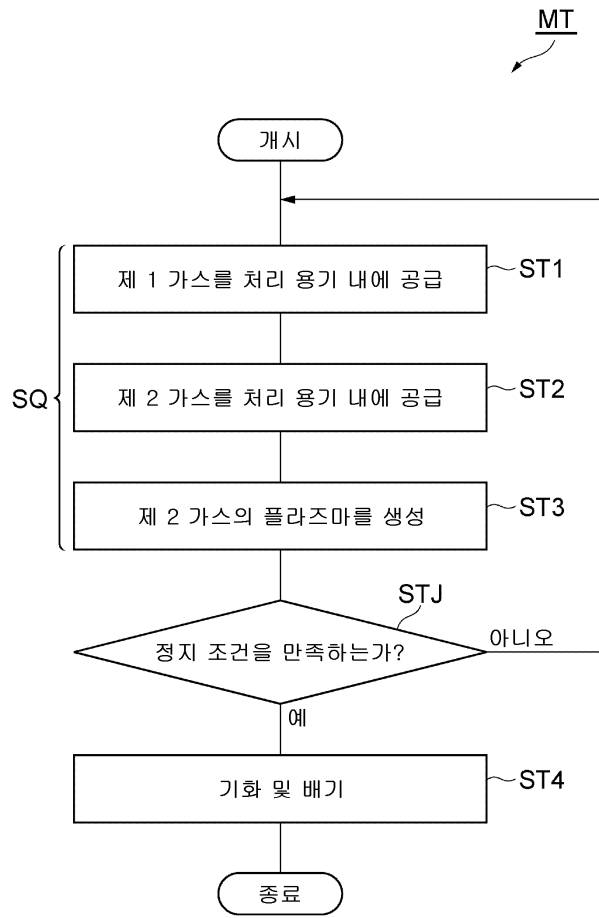 MT
개시
제 1 가스를 처리 용기 내에 공급
ST1
제 2 가스를 처리 용기 내에 공급
ST2
SQ
제 2 가스의 플라즈마를 생성
ST3
STJ
정지 조건을 만족하는가?
아니오
예
기화 및 배기
ST4
종료